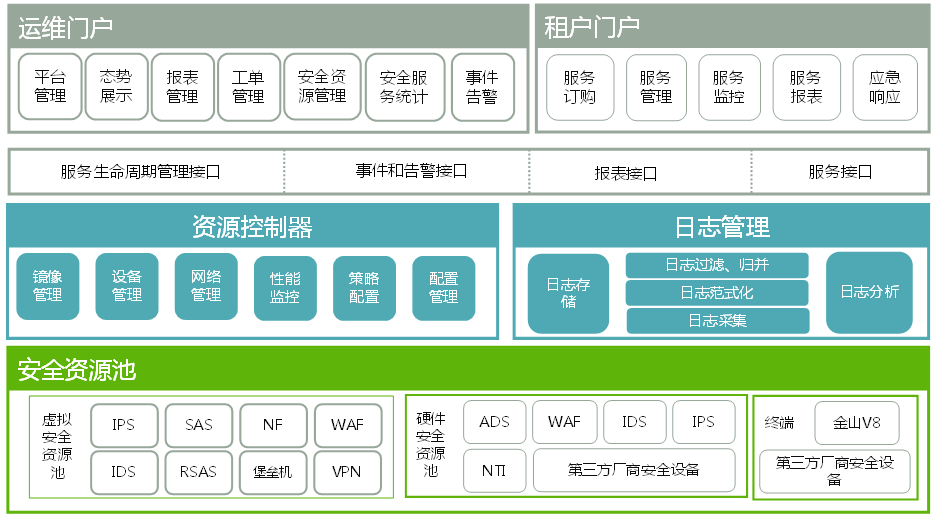 运维门户
租户门户
平台
管理
态势
展示
报表
管理
工单
管理
安全资
源管理
安全服
务统计
事件
告警
服务
订购
服务
管理
服务
监控
服务
报表
应急
响应
服务生命周期管理接口
事件和告警接口
报表接口
服务接口
资源控制器
日志管理
镜像
管理
设备
管理
网络
管理
性能
监控
策略
配置
配置
管理
日志存
储
日志过滤、归并
日志范式化
日志采集
日志分析
安全资源池
虚拟
安全
资源
池
IPS
SAS
NF
WAF
IDS
RSAS
堡垒机
VPN
硬件
安全
资源
池
ADS
WAF
IDS
IPS
NTI
第三方厂商安全设备
终端
金山V8
第三方厂商安全设
备